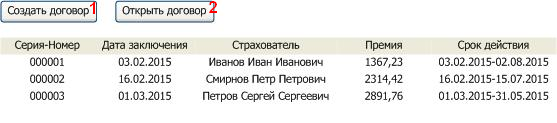 Создать договор 1 Открыть договор 2
Серия-Номер Дата заключения Страхователь Премия Срок действия
000001 03.02.2015 Иванов Иван Иванович 1367,23 03.02.2015-02.08.2015
000002 16.02.2015 Смирнов Петр Петрович 2314,42 16.02.2015-15.07.2015
000003 01.03.2015 Петров Сергей Сергеевич 2891,76 01.03.2015-31.05.2015